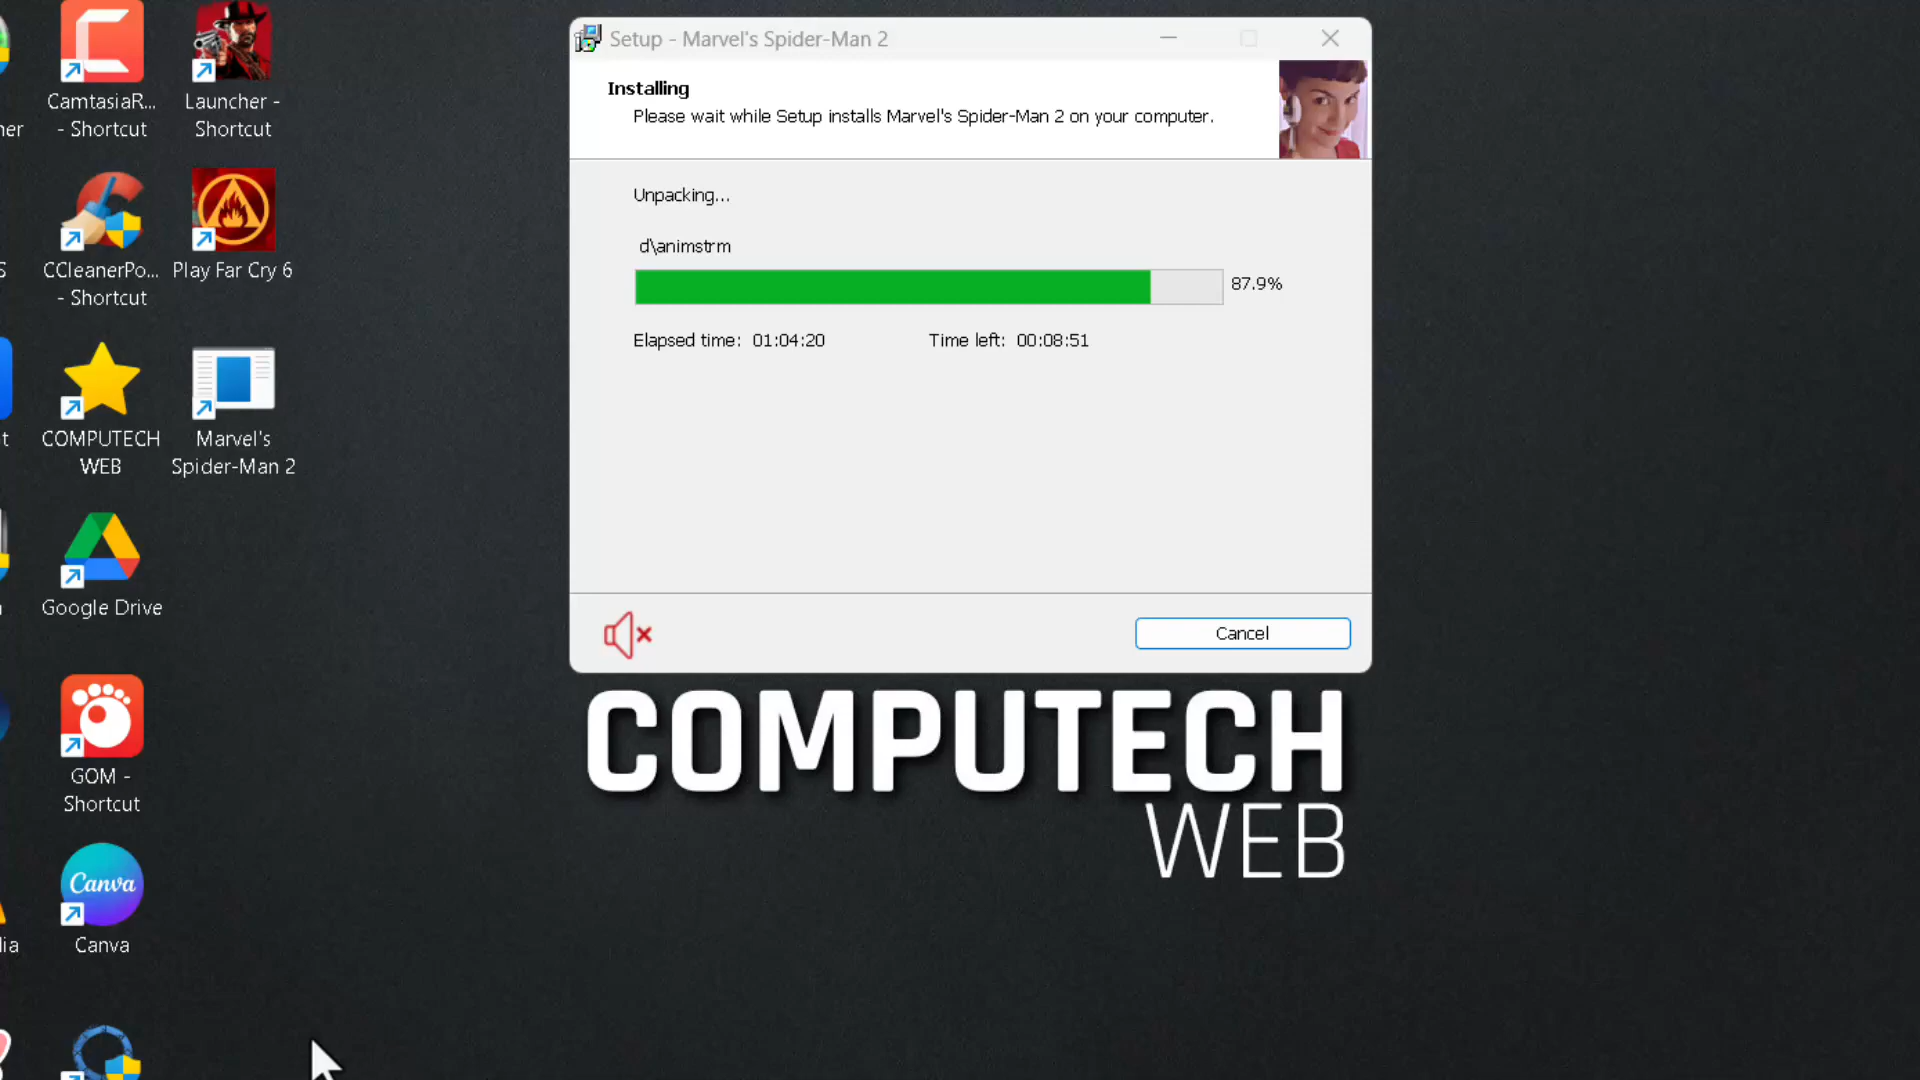 Setup - Marvel's Spider-Man 2
Installing
Please wait while Setup installs Marvel's Spider-Man 2 on your computer.
Unpacking...
d\animstrm
87.9%
Elapsed time: 01:04:20
Time left: 00:08:51
Cancel
COMPUTECH
WEB
CamtasiaR...
- Shortcut
Launcher -
Shortcut
CCleanerPo...
- Shortcut
Play Far Cry 6
COMPUTECH
WEB
Marvel's
Spider-Man 2
Google Drive
GOM -
Shortcut
Canva
Canva